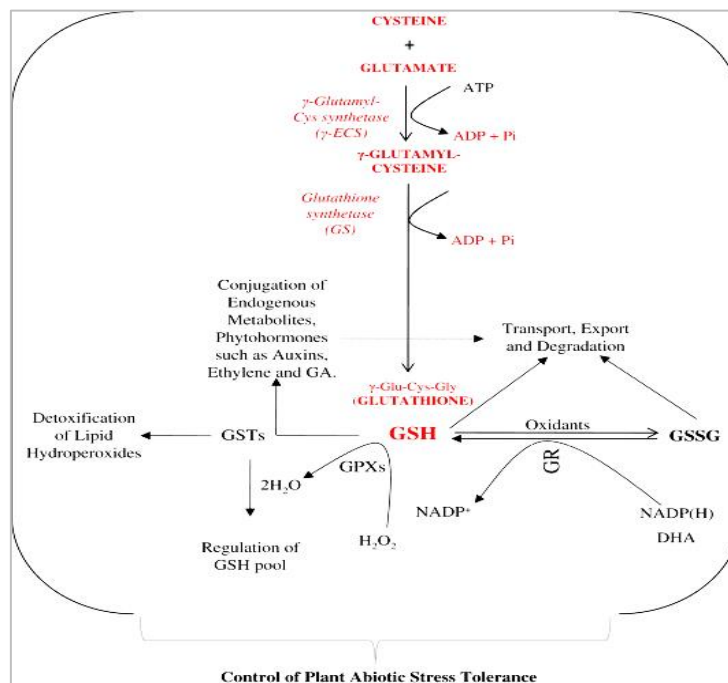 CYSTEINE
+
GLUTAMATE
ATP
γ-Glutamyl-
Cys synthetase
(γ-ECS)
ADP + Pi
γ-GLUTAMYL-
CYSTEINE
Glutathione
synthetase
(GS)
ADP + Pi
Conjugation of
Endogenous
Metabolites,
Phytohormones
such as Auxins,
Ethylene and GA.
Transport, Export
and Degradation
γ-Glu-Cys-Gly
(GLUTATHIONE)
Detoxification
of Lipid
Hydroperoxides
GSTs
GSH
Oxidants
GSSG
GPXs
GR
2H₂O
NADP⁺
NADP(H)
DHA
H₂O₂
Regulation of
GSH pool
Control of Plant Abiotic Stress Tolerance